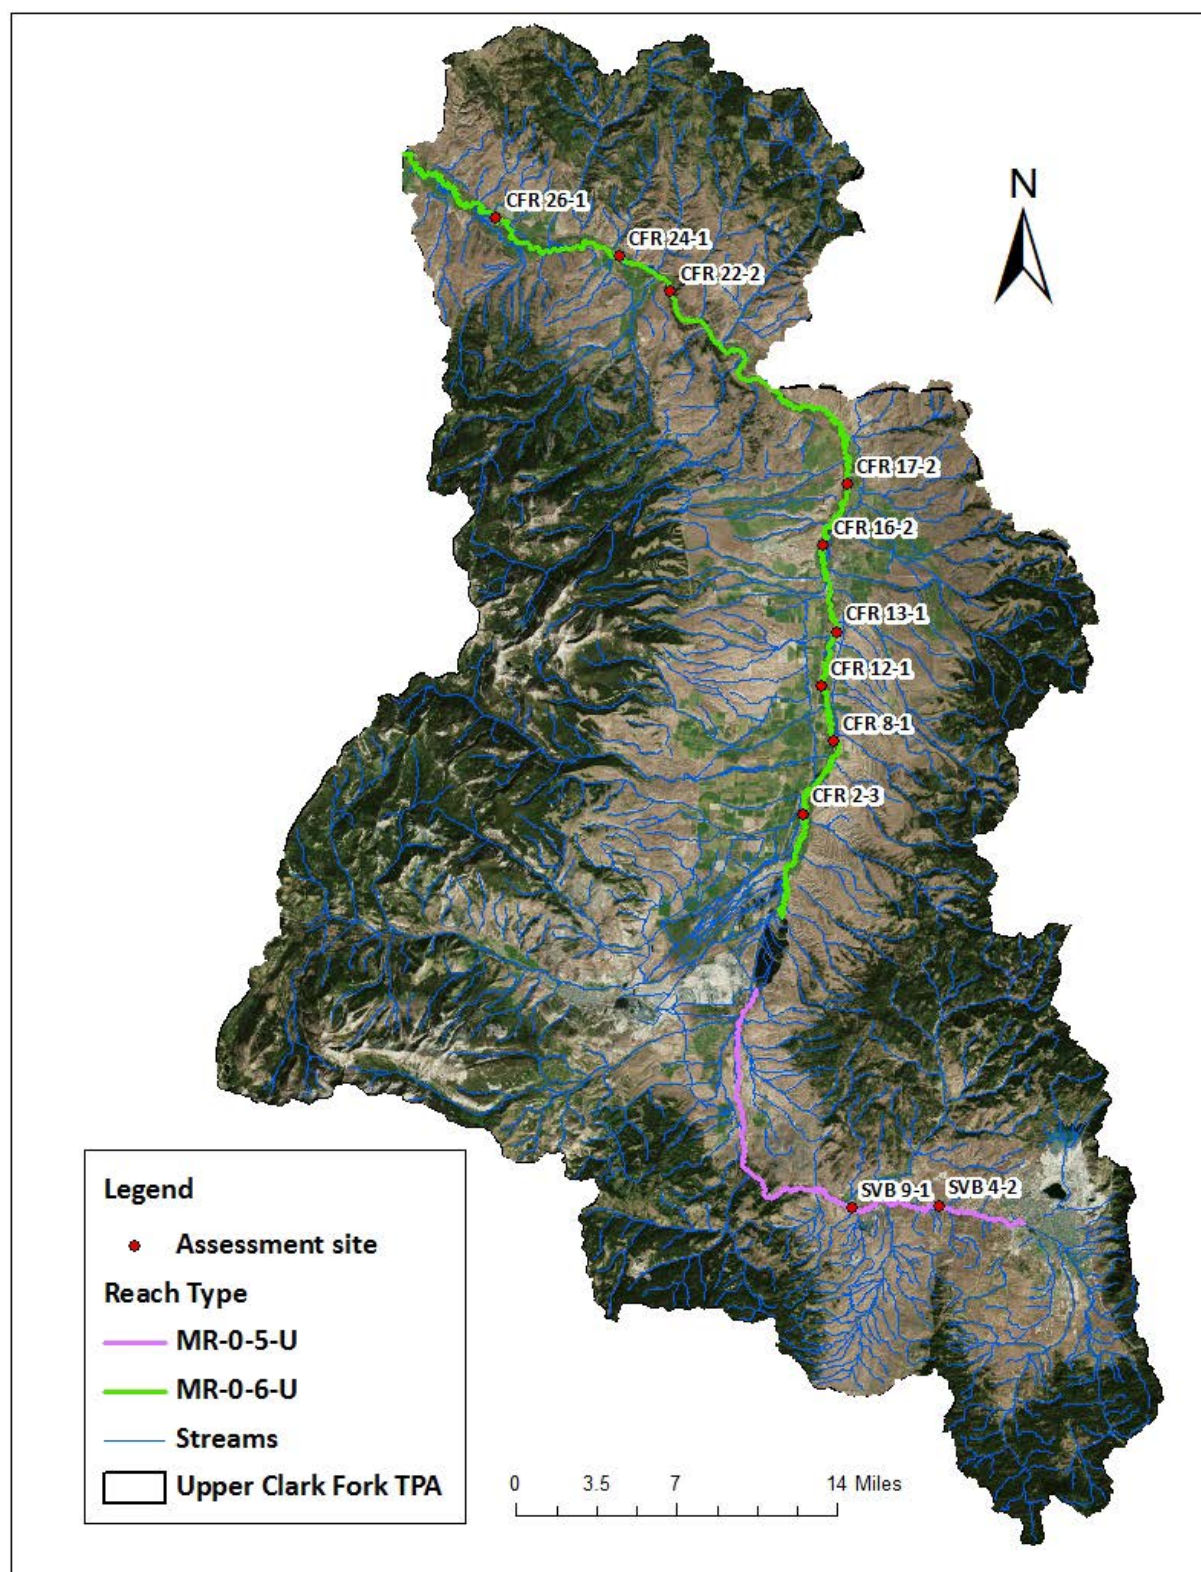 N
CFR 26-1
CFR 24-1
CFR 22-2
CFR 17-2
CFR 16-2
CFR 13-1
CFR 12-1
CFR 8-1
CFR 2-3
SVB 9-1
SVB 4-2
Legend
Assessment site
Reach Type
MR-0-5-U
MR-0-6-U
Streams
Upper Clark Fork TPA
0 3.5 7 14 Miles